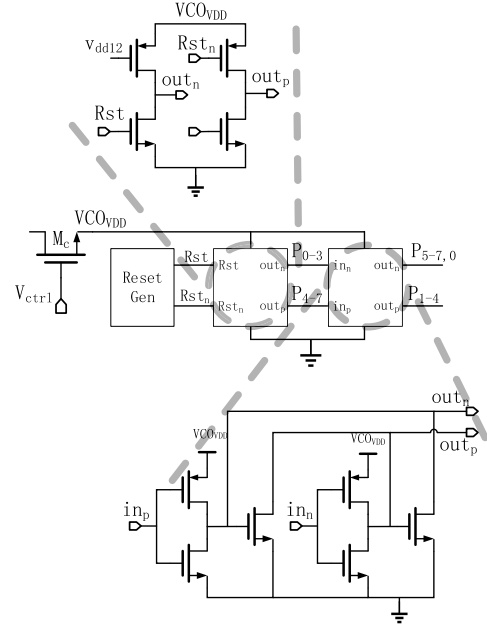 VCO_VDD
v_dd12
Rst_n
out_n
out_p
Rst
VCO_VDD
M_c
V_ctrl
Reset Gen
Rst
Rst_n
Rst
Rst_n
out_n
out_p
P_0-3
P_4-7
in_n
in_p
out_n
out_p
P_5-7,0
P_1-4
out_n
out_p
VCO_VDD
VCO_VDD
in_p
in_n